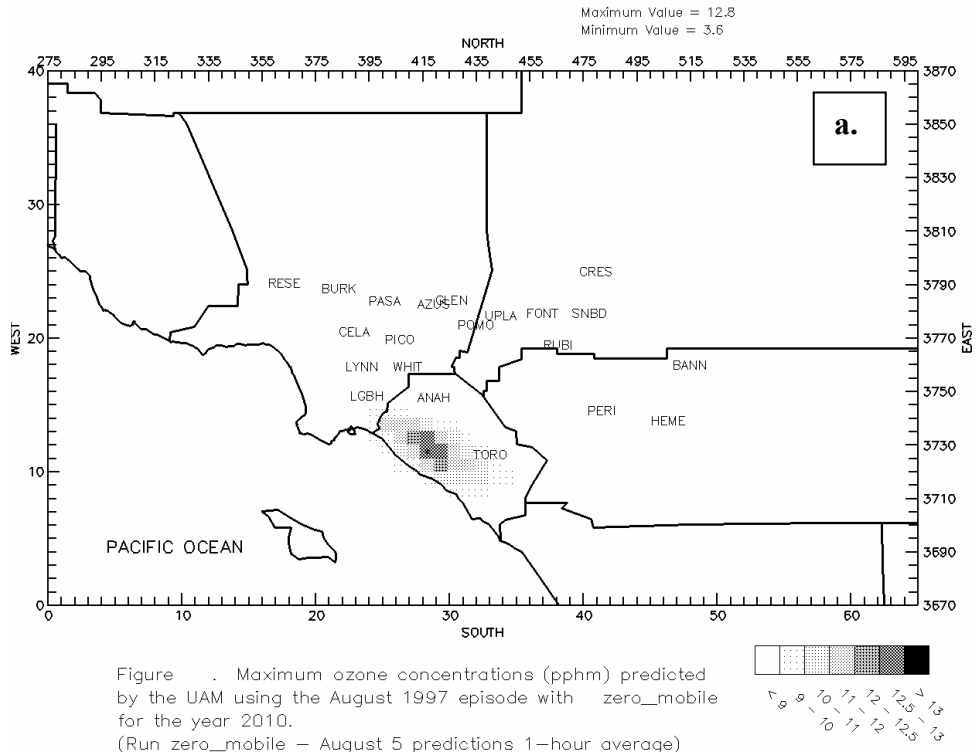 Maximum Value = 12.8
Minimum Value = 3.6
NORTH
275 295 315 335 355 375 395 415 435 455 475 495 515 535 555 575 595
40 3870
a.
3850
30 3830
3810
CRES
RESE BURK 3790
PASA AZUS GLEN
UPLA FONT SNBD
POMO
CELA PICO
WEST 20 RUBI 3770 EAST
LYNN WHIT BANN
LGBH ANAH 3750
PERI HEME
TORO 3730
10 3710
PACIFIC OCEAN 3690
0 3670
0 10 20 30 40 50 60
SOUTH
Figure . Maximum ozone concentrations (pphm) predicted
by the UAM using the August 1997 episode with zero_mobile
for the year 2010.
(Run zero_mobile – August 5 predictions 1-hour average)
< 9
9 - 10
10 - 11
11 - 12
12 - 12.5
12.5 - 13
> 13